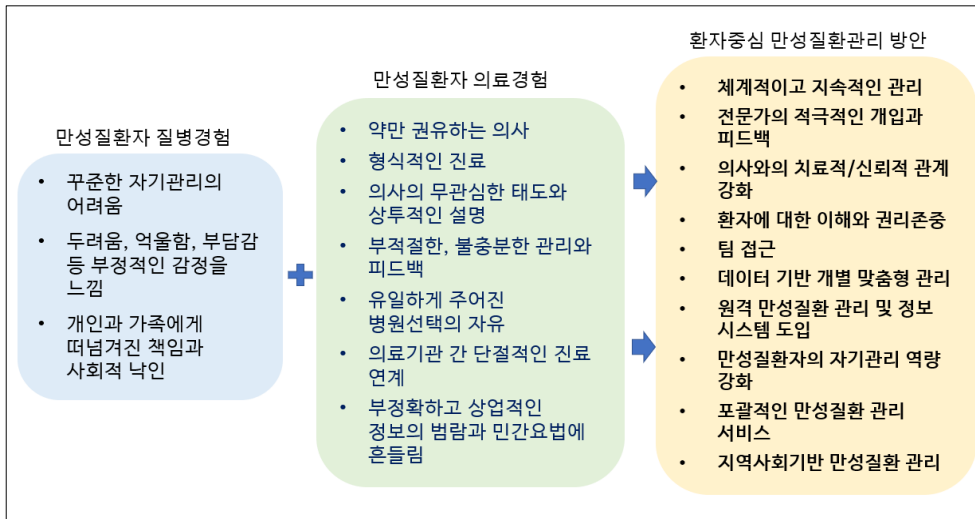 만성질환자 질병경험
• 꾸준한 자기관리의
어려움
• 두려움, 억울함, 부담감
등 부정적인 감정을
느낌
• 개인과 가족에게
떠넘겨진 책임과
사회적 낙인
만성질환자 의료경험
• 약만 권유하는 의사
• 형식적인 진료
• 의사의 무관심한 태도와
상투적인 설명
• 부적절한, 불충분한 관리와
피드백
• 유일하게 주어진
병원선택의 자유
• 의료기관 간 단절적인 진료
연계
• 부정확하고 상업적인
정보의 범람과 민간요법에
흔들림
환자중심 만성질환관리 방안
• 체계적이고 지속적인 관리
• 전문가의 적극적인 개입과
피드백
• 의사와의 치료적/신뢰적 관계
강화
• 환자에 대한 이해와 권리존중
• 팀 접근
• 데이터 기반 개별 맞춤형 관리
• 원격 만성질환 관리 및 정보
시스템 도입
• 만성질환자의 자기관리 역량
강화
• 포괄적인 만성질환 관리
서비스
• 지역사회기반 만성질환 관리